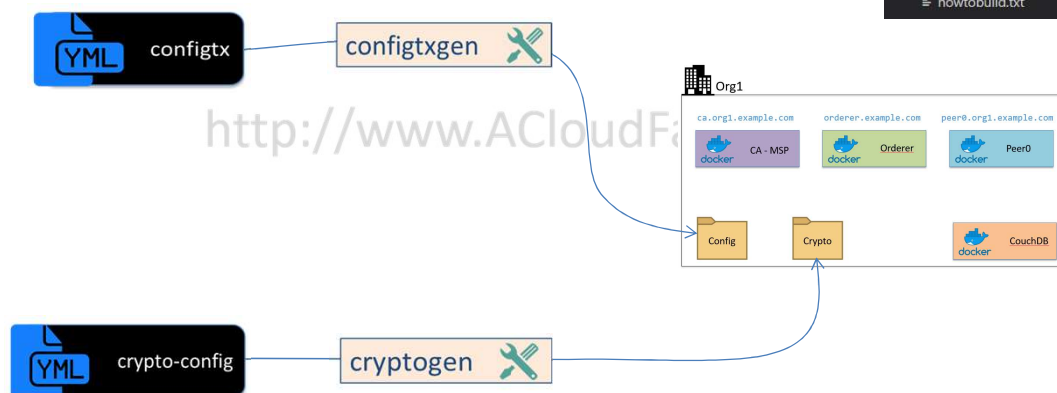 howtobuild.txt
YML
configtx
configtxgen
http://www.ACloudFa
Org1
ca.org1.example.com
orderer.example.com
peer0.org1.example.com
docker
CA - MSP
docker
Orderer
docker
Peer0
Config
Crypto
docker
CouchDB
YML
crypto-config
cryptogen